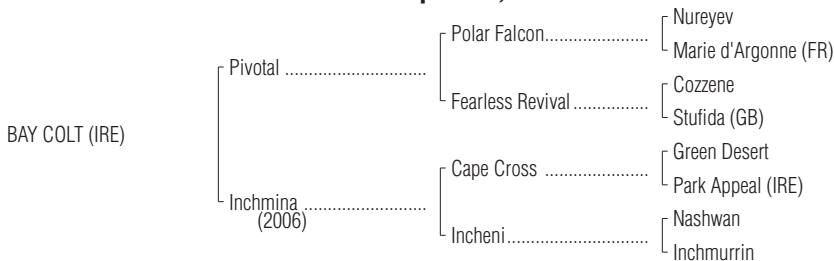 Nureyev
Polar Falcon.....................
Marie d'Argonne (FR)
Pivotal ............................
Cozzene
Fearless Revival ...............
Stufida (GB)
BAY COLT (IRE)
Green Desert
Cape Cross .....................
Park Appeal (IRE)
Inchmina ........................
(2006)
Nashwan
Incheni............................
Inchmurrin